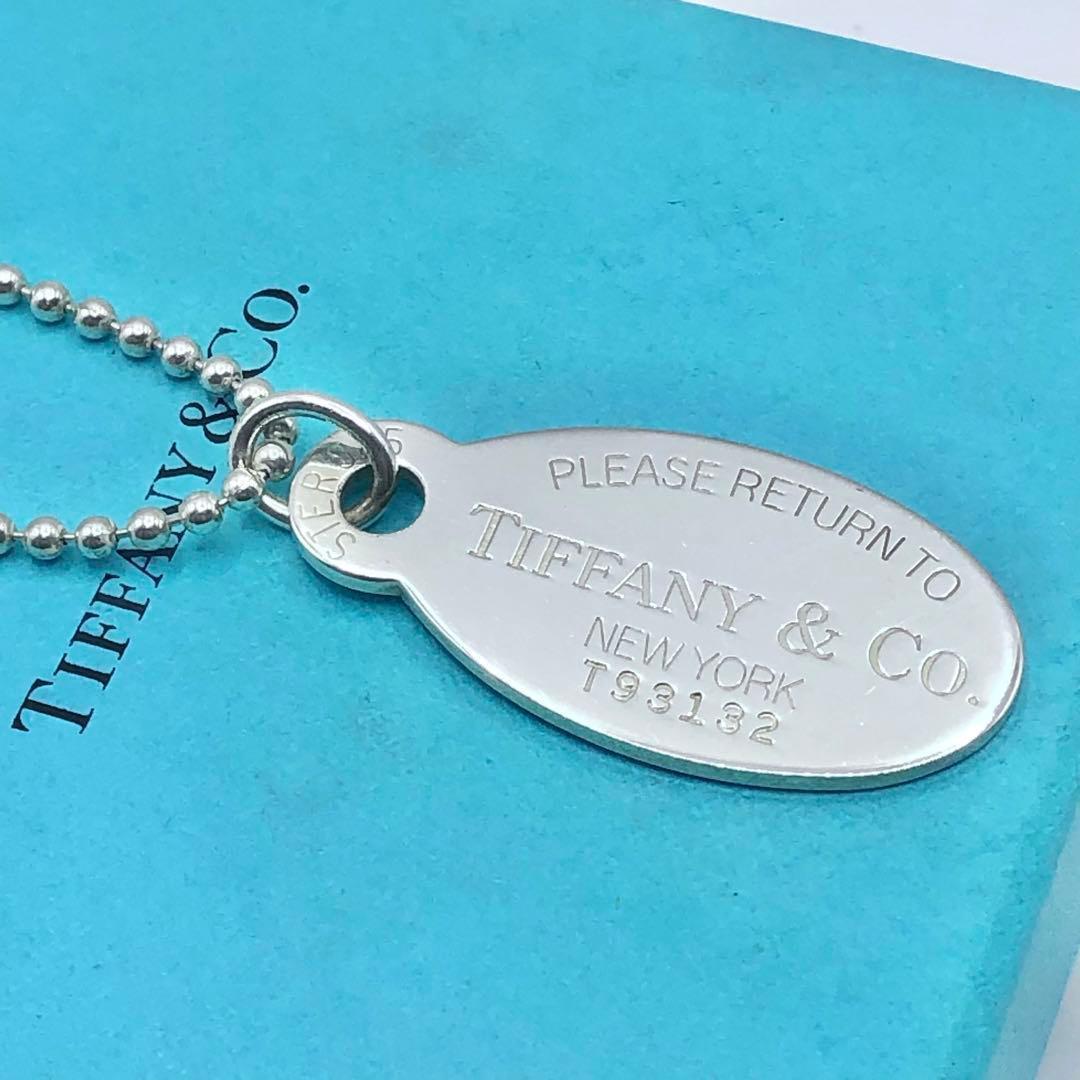 PLEASE RETURN TO
TIFFANY & CO.
NEW YORK
T93132
TIFFANY & CO.